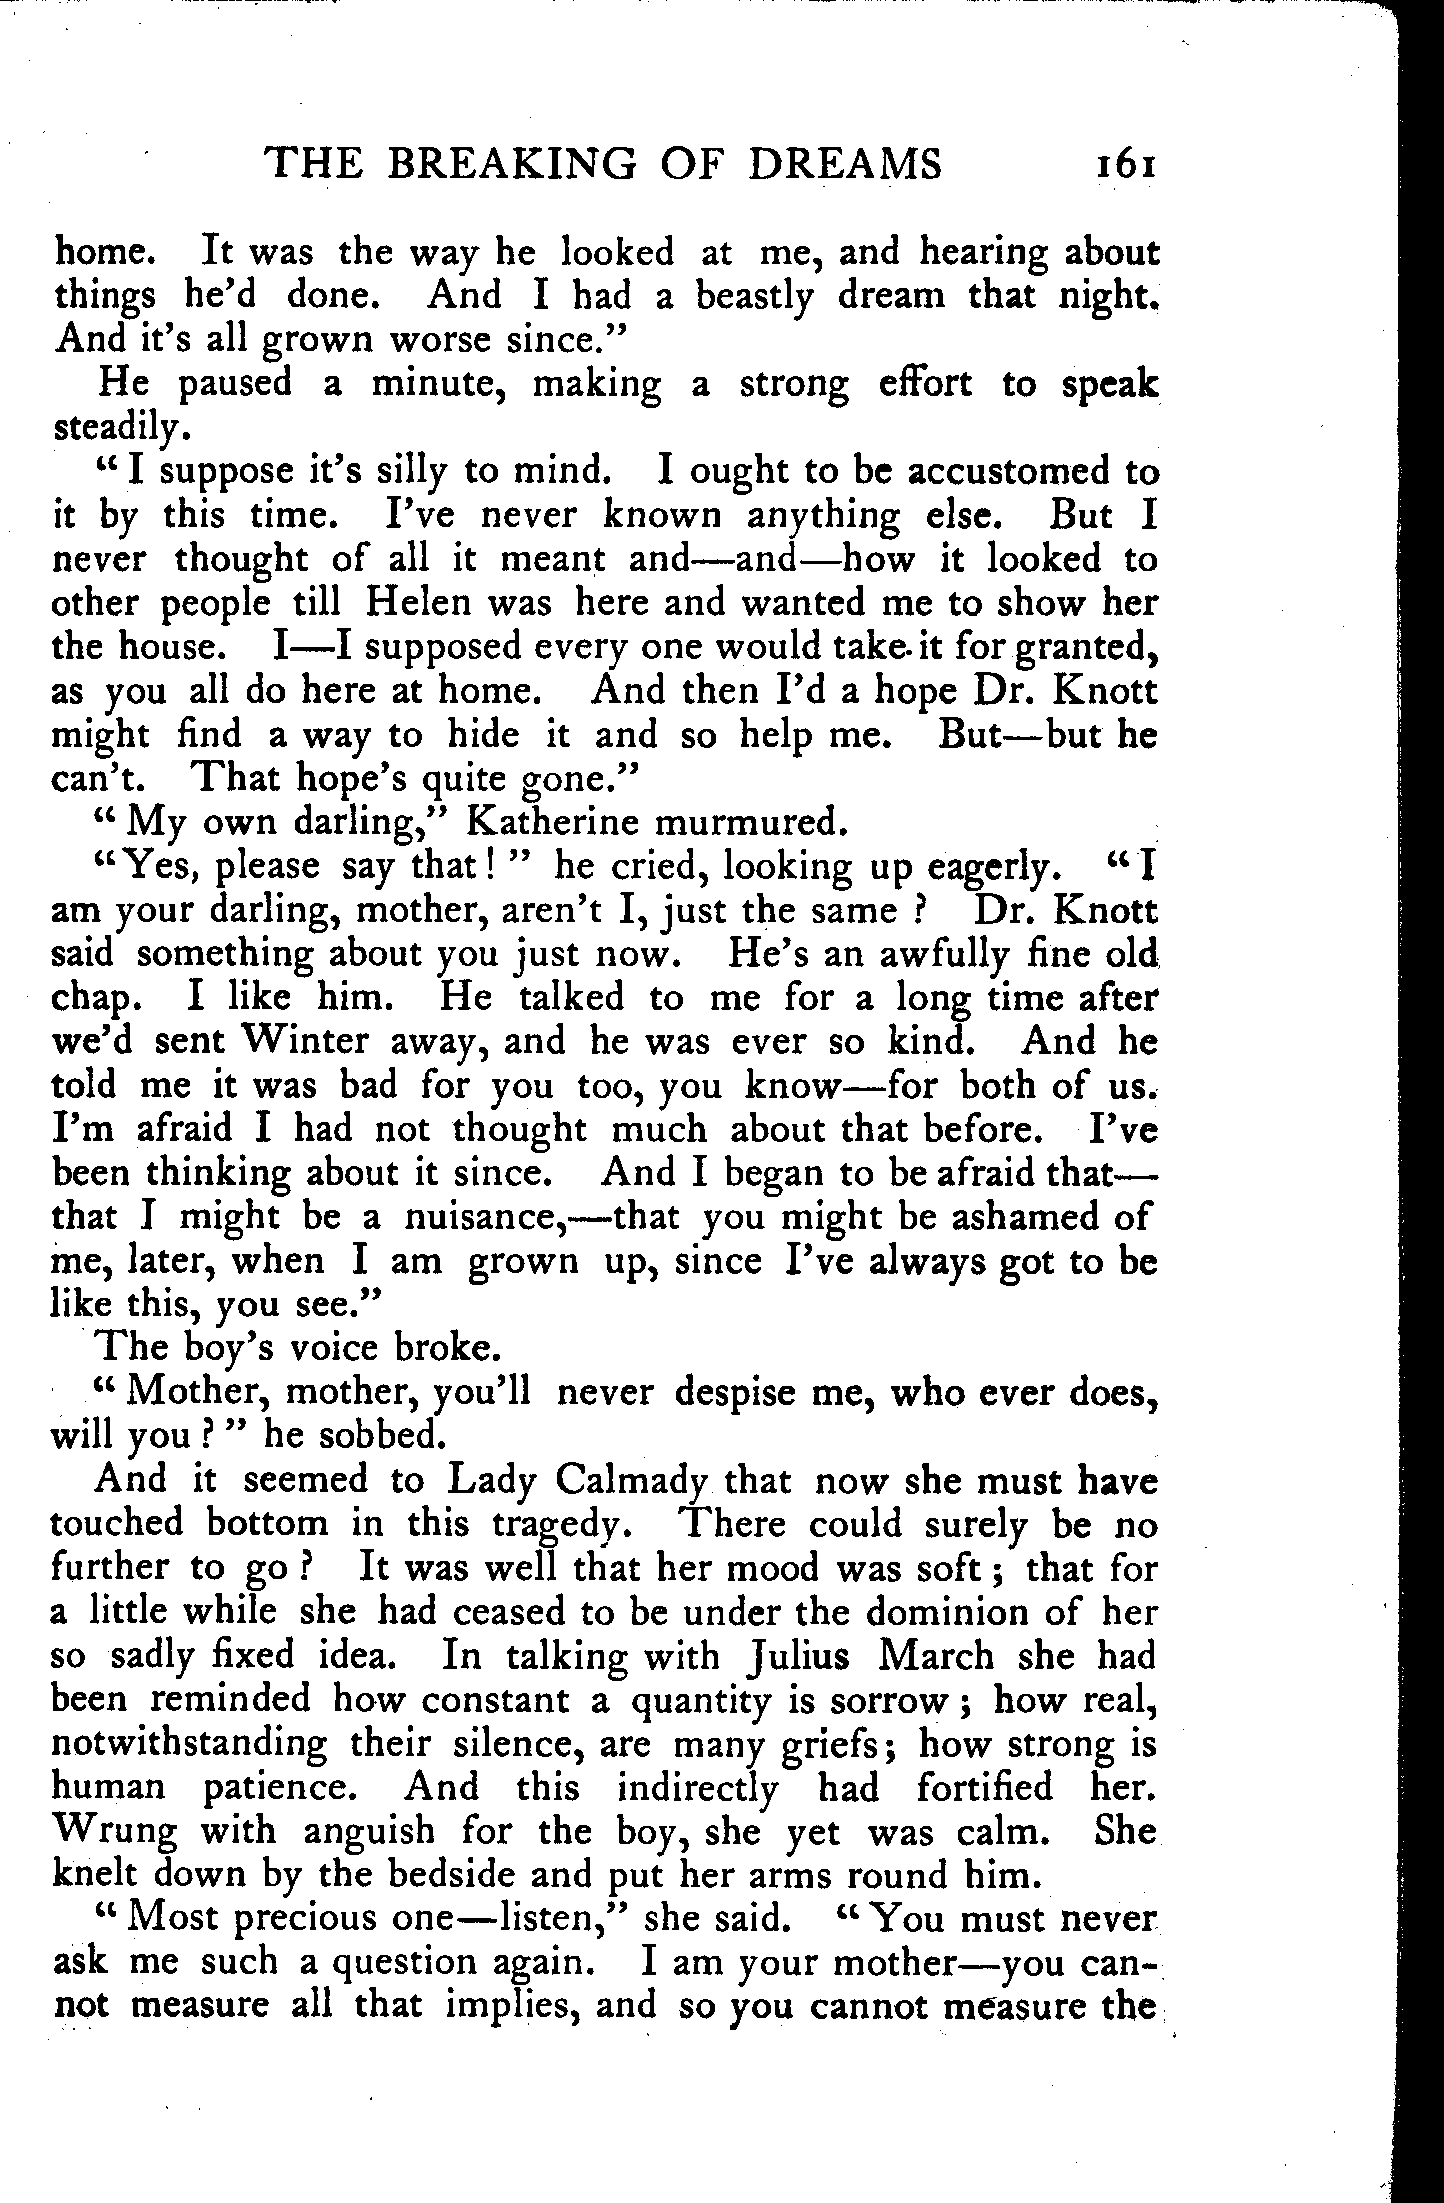 THE BREAKING OF DREAMS 161
home. It was the way he looked at me, and hearing about
things he'd done. And I had a beastly dream that night.
And it's all grown worse since."
He paused a minute, making a strong effort to speak
steadily.
"I suppose it's silly to mind. I ought to be accustomed to
it by this time. I've never known anything else. But I
never thought of all it meant and—and—how it looked to
other people till Helen was here and wanted me to show her
the house. I—I supposed every one would take it for granted,
as you all do here at home. And then I'd a hope Dr. Knott
might find a way to hide it and so help me. But—but he
can't. That hope's quite gone."
"My own darling," Katherine murmured.
"Yes, please say that!" he cried, looking up eagerly. "I
am your darling, mother, aren't I, just the same? Dr. Knott
said something about you just now. He's an awfully fine old
chap. I like him. He talked to me for a long time after
we'd sent Winter away, and he was ever so kind. And he
told me it was bad for you too, you know—for both of us.
I'm afraid I had not thought much about that before. I've
been thinking about it since. And I began to be afraid that—
that I might be a nuisance,—that you might be ashamed of
me, later, when I am grown up, since I've always got to be
like this, you see."
The boy's voice broke.
"Mother, mother, you'll never despise me, who ever does,
will you?" he sobbed.
And it seemed to Lady Calmady that now she must have
touched bottom in this tragedy. There could surely be no
further to go? It was well that her mood was soft; that for
a little while she had ceased to be under the dominion of her
so sadly fixed idea. In talking with Julius March she had
been reminded how constant a quantity is sorrow; how real,
notwithstanding their silence, are many griefs; how strong is
human patience. And this indirectly had fortified her.
Wrung with anguish for the boy, she yet was calm. She
knelt down by the bedside and put her arms round him.
"Most precious one—listen," she said. "You must never
ask me such a question again. I am your mother—you can-
not measure all that implies, and so you cannot measure the